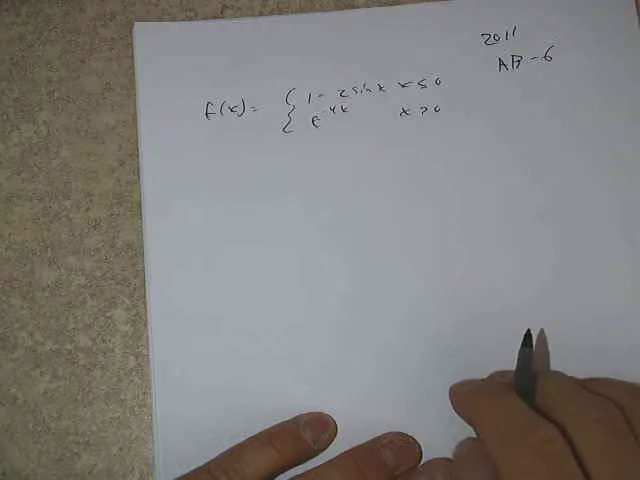 2011
AB-6
f(x) = { 1 - 2 sin x x ≤ 0
e^-4x x > 0